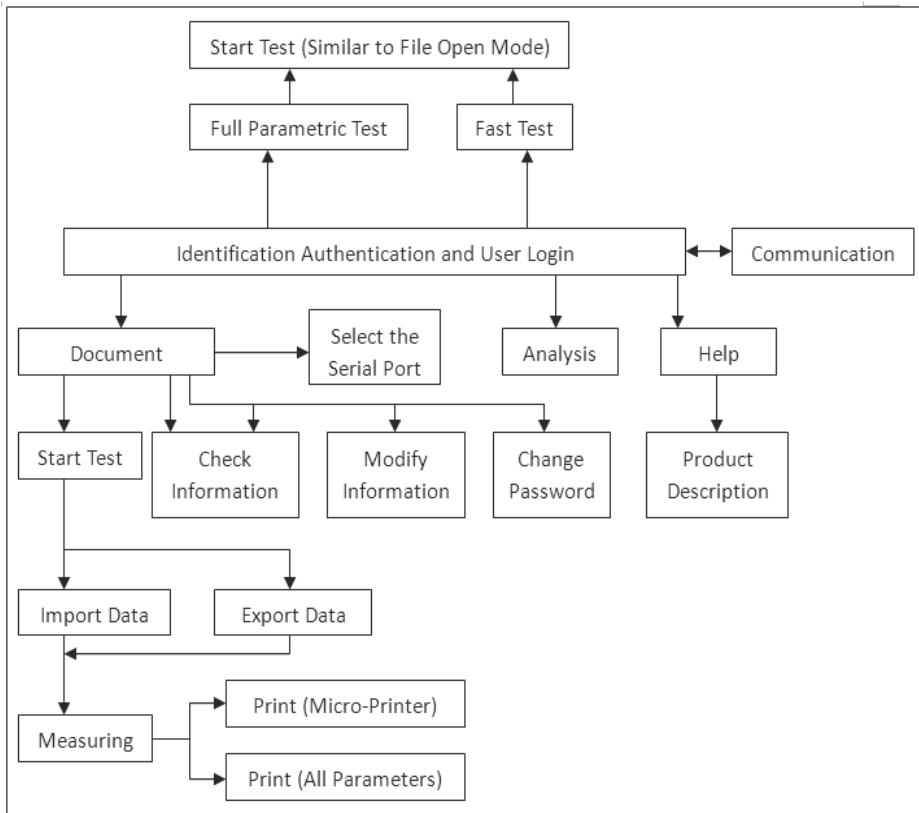 Start Test (Similar to File Open Mode)
Full Parametric Test
Fast Test
Identification Authentication and User Login
Communication
Document
Select the
Serial Port
Analysis
Help
Start Test
Check
Information
Modify
Information
Change
Password
Product
Description
Import Data
Export Data
Measuring
Print (Micro-Printer)
Print (All Parameters)